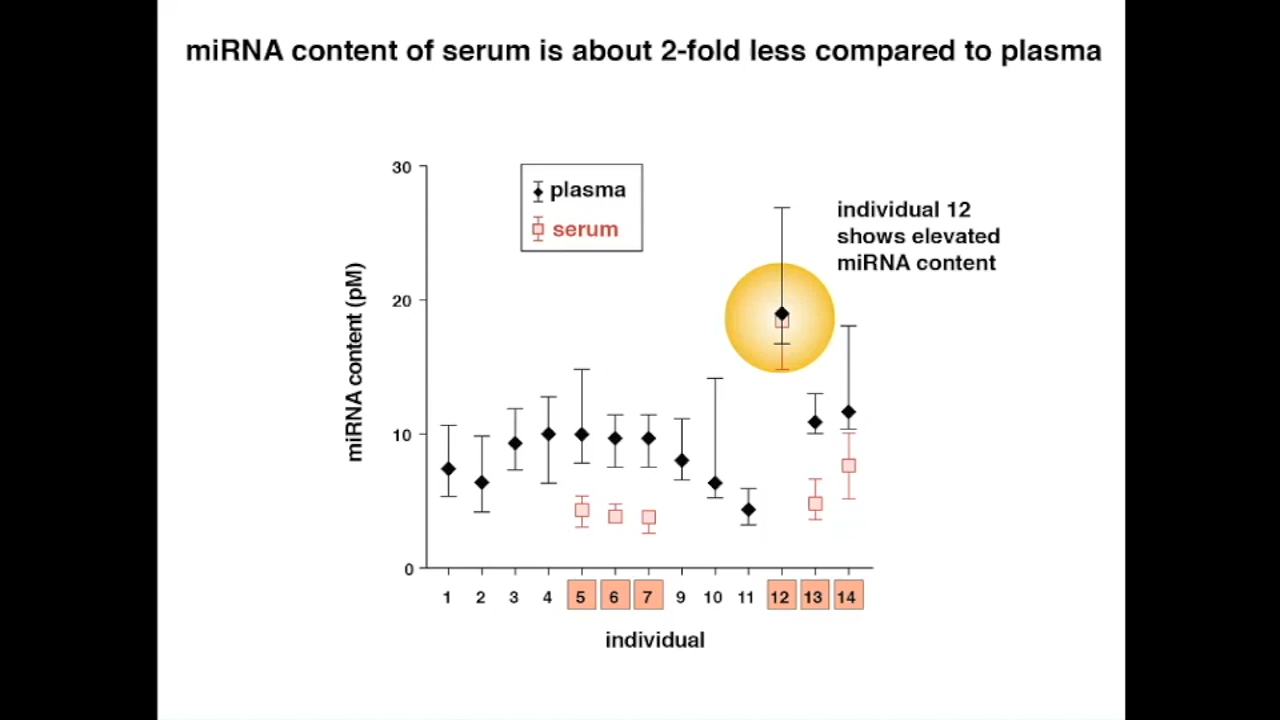 miRNA content of serum is about 2-fold less compared to plasma
30
plasma
serum
individual 12
shows elevated
miRNA content
miRNA content (pM)
20
10
0
1 2 3 4 5 6 7 9 10 11 12 13 14
individual